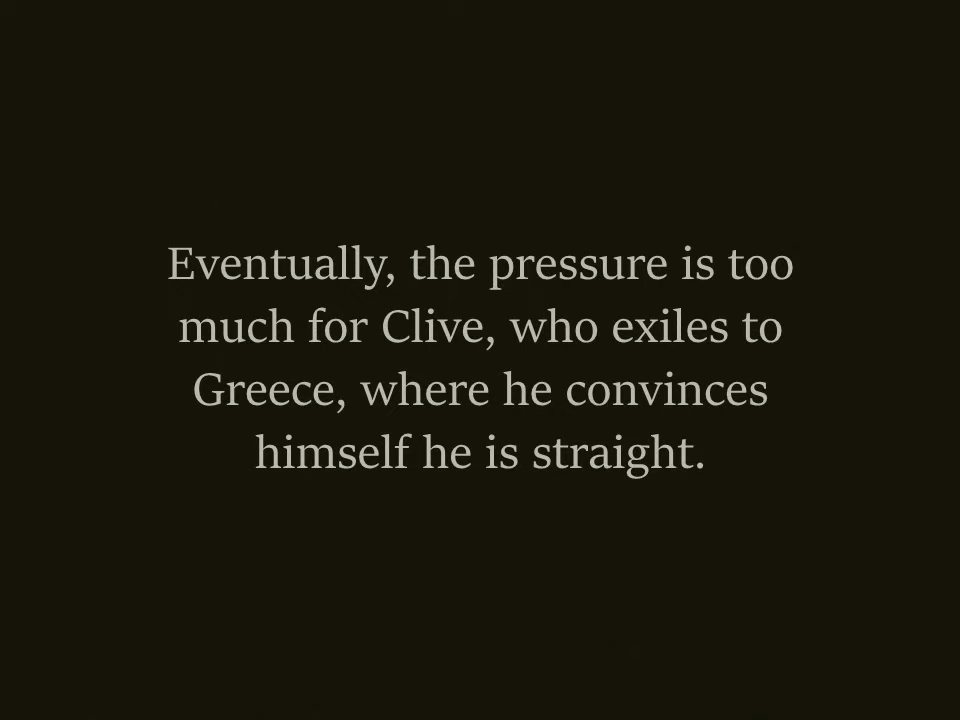 Eventually, the pressure is too
much for Clive, who exiles to
Greece, where he convinces
himself he is straight.